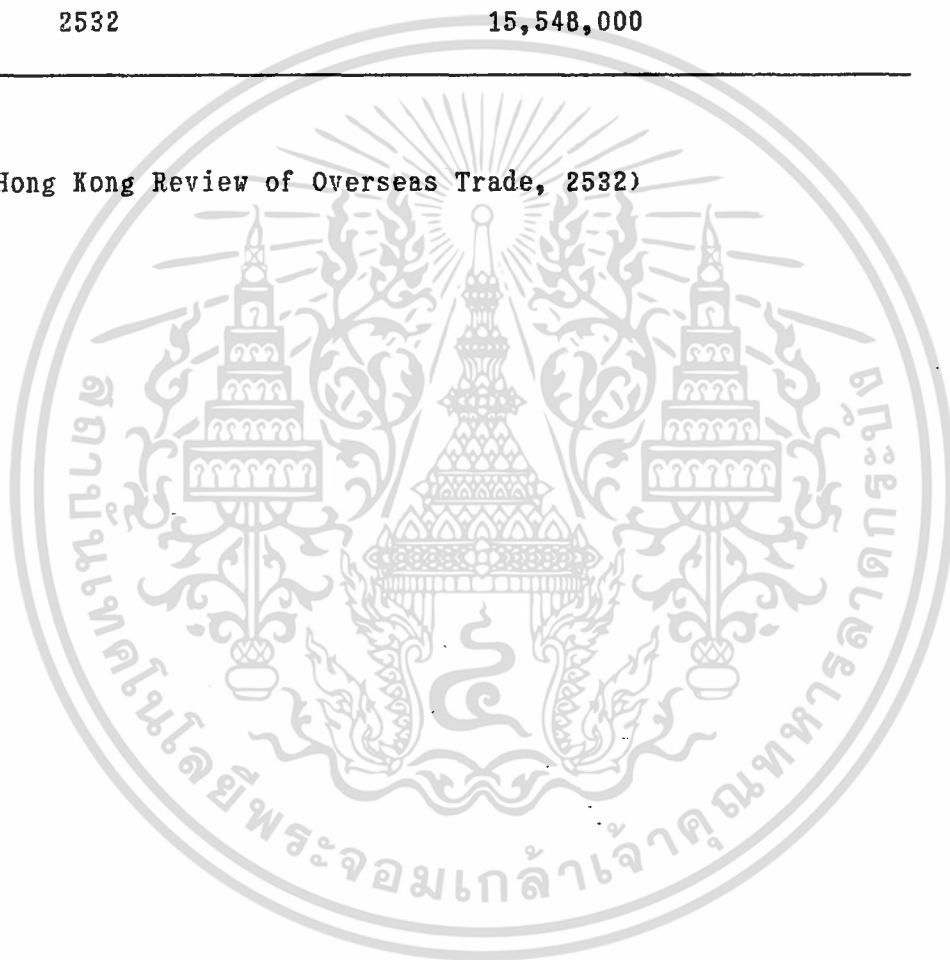 2532 15,548,000
Hong Kong Review of Overseas Trade, 2532)
สถาบันเทคโนโลยีพระจอมเกล้าเจ้าคุณทหารลาดกระบัง